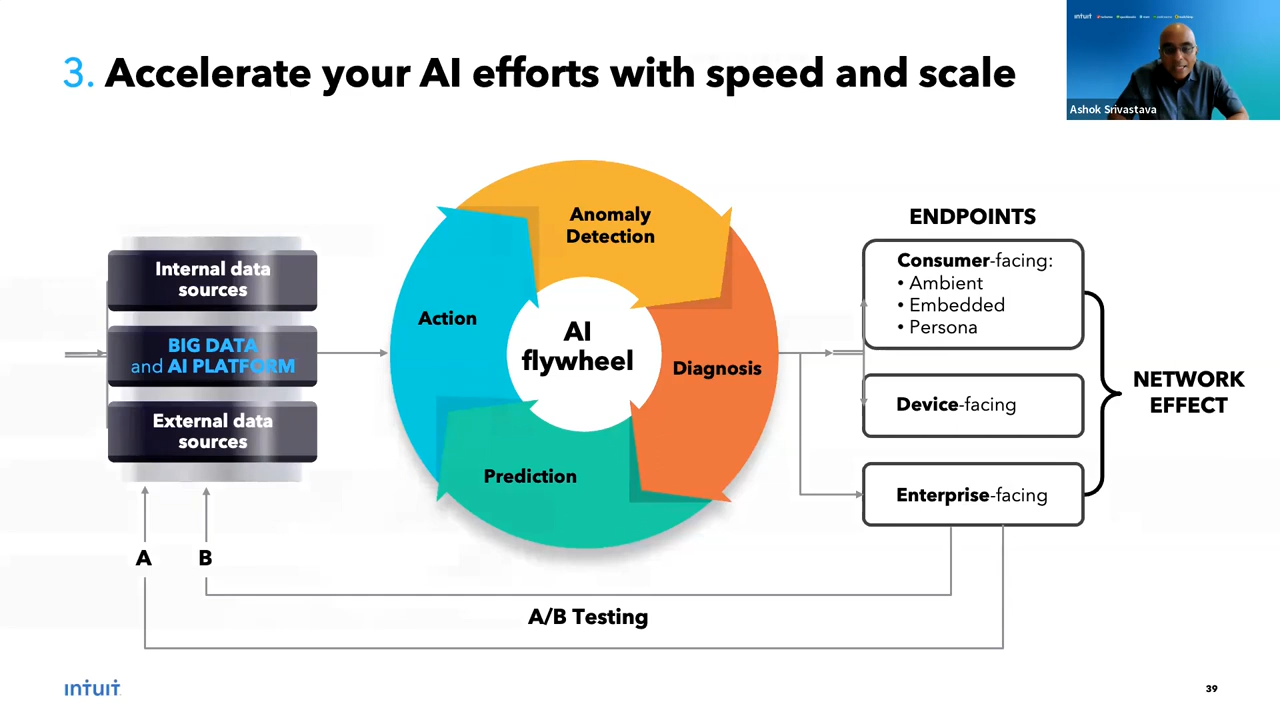 3. Accelerate your AI efforts with speed and scale
intuit
Ashok Srivastava
Internal data
sources
BIG DATA
and AI PLATFORM
External data
sources
A
B
Anomaly
Detection
Action
AI
flywheel
Diagnosis
Prediction
ENDPOINTS
Consumer-facing:
• Ambient
• Embedded
• Persona
Device-facing
Enterprise-facing
NETWORK
EFFECT
A/B Testing
intuit
39